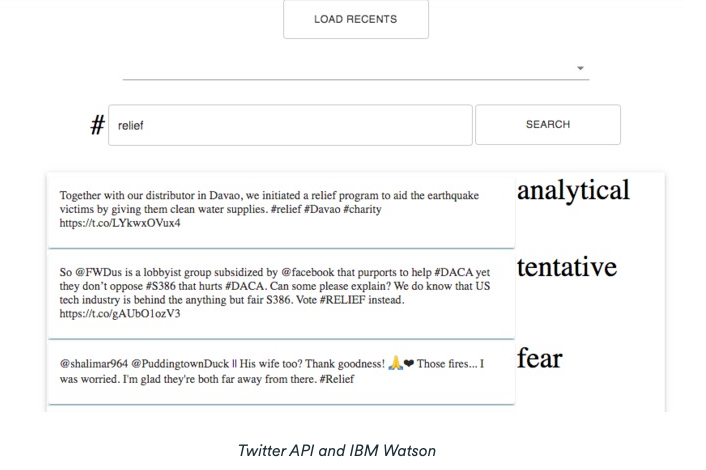 LOAD RECENTS
# relief SEARCH
Together with our distributor in Davao, we initiated a relief program to aid the earthquake analytical
victims by giving them clean water supplies. #relief #Davao #charity
https://t.co/LYkwxOVux4
So @FWDus is a lobbyist group subsidized by @facebook that purports to help #DACA yet tentative
they don't oppose #S386 that hurts #DACA. Can some please explain? We do know that US
tech industry is behind the anything but fair S386. Vote #RELIEF instead.
https://t.co/gAUbO1ozV3
@shalimar964 @PuddingtownDuck || His wife too? Thank goodness! 🙏❤ Those fires... I fear
was worried. I'm glad they're both far away from there. #Relief
Twitter API and IBM Watson